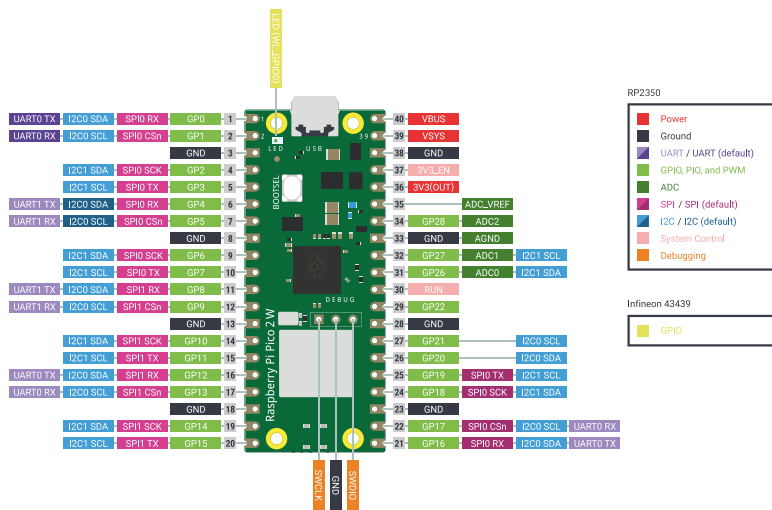 LED (WL_GPIO0)
UART0 TX I2C0 SDA SPI0 RX GP0 1
UART0 RX I2C0 SCL SPI0 CSn GP1 2
GND 3
I2C1 SDA SPI0 SCK GP2 4
I2C1 SCL SPI0 TX GP3 5
UART1 TX I2C0 SDA SPI0 RX GP4 6
UART1 RX I2C0 SCL SPI0 CSn GP5 7
GND 8
I2C1 SDA SPI0 SCK GP6 9
I2C1 SCL SPI0 TX GP7 10
UART1 TX I2C0 SDA SPI1 RX GP8 11
UART1 RX I2C0 SCL SPI1 CSn GP9 12
GND 13
I2C1 SDA SPI1 SCK GP10 14
I2C1 SCL SPI1 TX GP11 15
UART0 TX I2C0 SDA SPI1 RX GP12 16
UART0 RX I2C0 SCL SPI1 CSn GP13 17
GND 18
I2C1 SDA SPI1 SCK GP14 19
I2C1 SCL SPI1 TX GP15 20
1
2
LED
USB
39
BOOTSEL
DEBUG
Raspberry Pi Pico 2 W
SWCLK
GND
SWDIO
40 VBUS
39 VSYS
38 GND
37 3V3_EN
36 3V3(OUT)
35 ADC_VREF
34 GP28 ADC2
33 GND AGND
32 GP27 ADC1 I2C1 SCL
31 GP26 ADC0 I2C1 SDA
30 RUN
29 GP22
28 GND
27 GP21 I2C0 SCL
26 GP20 I2C0 SDA
25 GP19 SPI0 TX I2C1 SCL
24 GP18 SPI0 SCK I2C1 SDA
23 GND
22 GP17 SPI0 CSn I2C0 SCL UART0 RX
21 GP16 SPI0 RX I2C0 SDA UART0 TX
RP2350
Power
Ground
UART / UART (default)
GPIO, PIO, and PWM
ADC
SPI / SPI (default)
I2C / I2C (default)
System Control
Debugging
Infineon 43439
GPIO